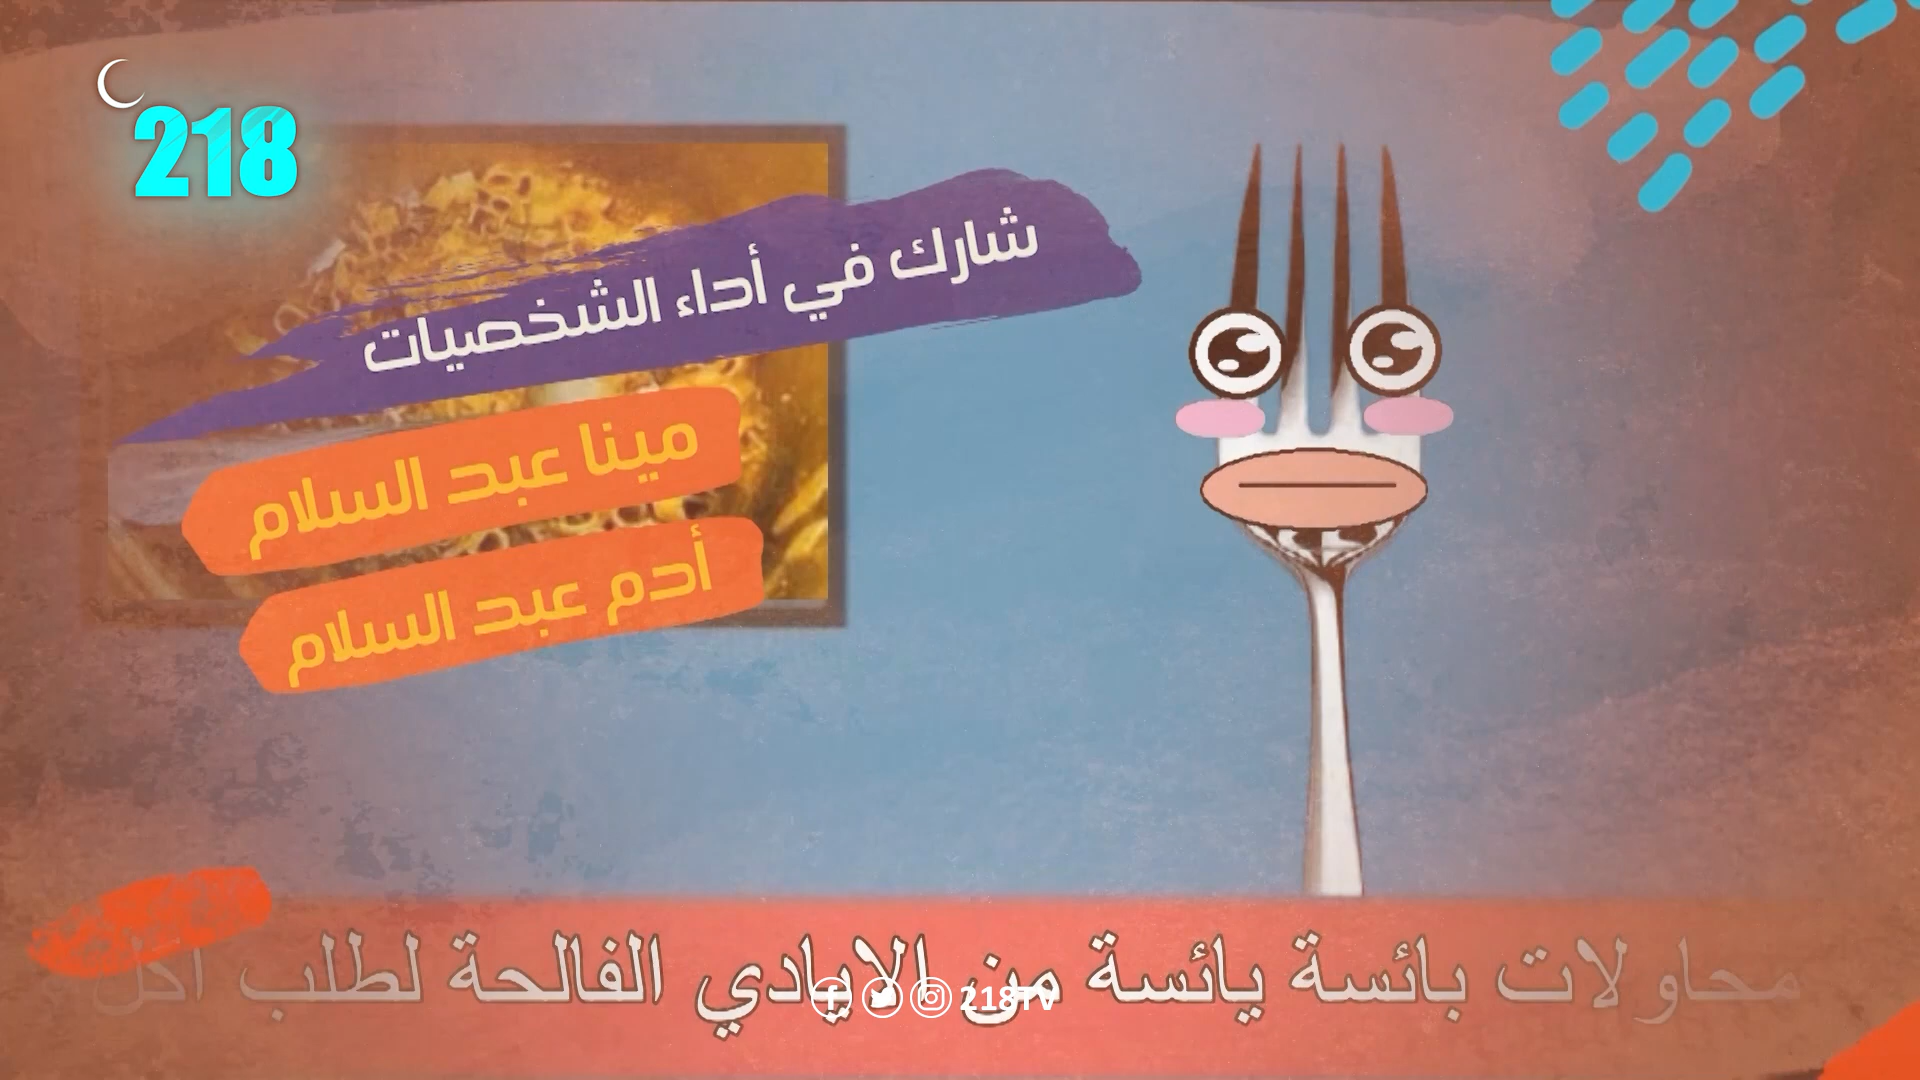 218
شارك في أداء الشخصيات
مينا عبد السلام
أدم عبد السلام
محاولات بائسة يائسة من الايادي الفالحة لطلب اكل
218TV